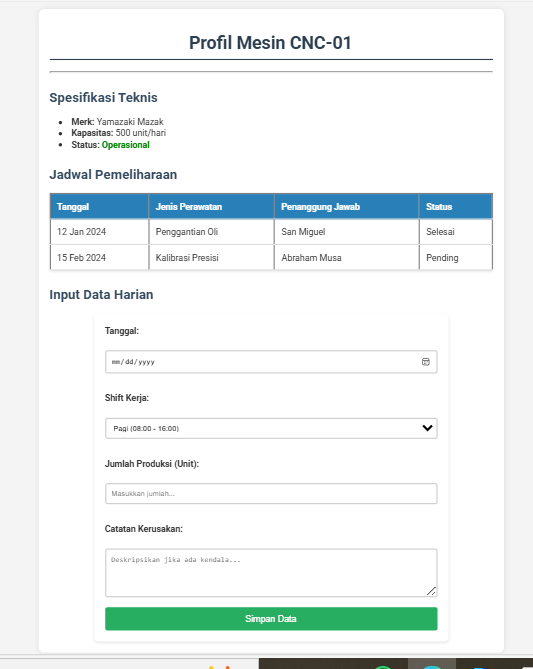 Profil Mesin CNC-01
Spesifikasi Teknis
Merk: Yamazaki Mazak
Kapasitas: 500 unit/hari
Status: Operasional
Jadwal Pemeliharaan
Tanggal Jenis Perawatan Penanggung Jawab Status
12 Jan 2024 Penggantian Oli San Miguel Selesai
15 Feb 2024 Kalibrasi Presisi Abraham Musa Pending
Input Data Harian
Tanggal:
mm/dd/yyyy
Shift Kerja:
Pagi (08:00 - 16:00)
Jumlah Produksi (Unit):
Masukkan jumlah...
Catatan Kerusakan:
Deskripsikan jika ada kendala...
Simpan Data